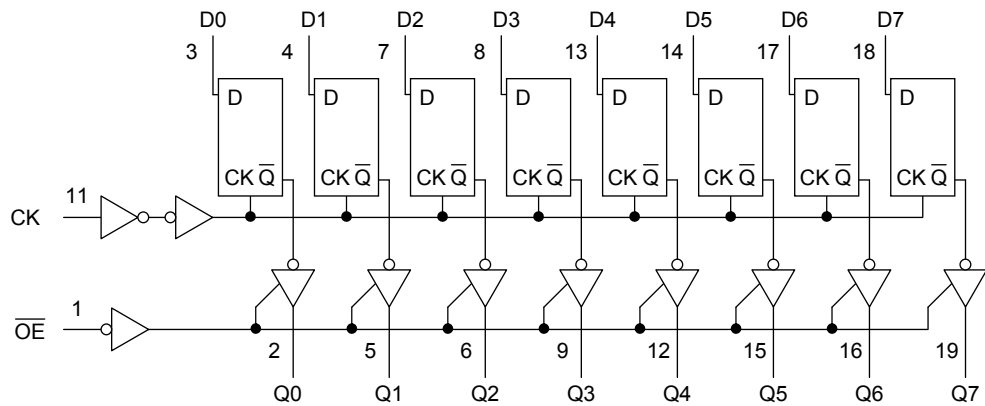 D0 D1 D2 D3 D4 D5 D6 D7
3 4 7 8 13 14 17 18
D D D D D D D D
CK Q̅ CK Q̅ CK Q̅ CK Q̅ CK Q̅ CK Q̅ CK Q̅ CK Q̅
11
CK
1
O̅E̅
2 5 6 9 12 15 16 19
Q0 Q1 Q2 Q3 Q4 Q5 Q6 Q7